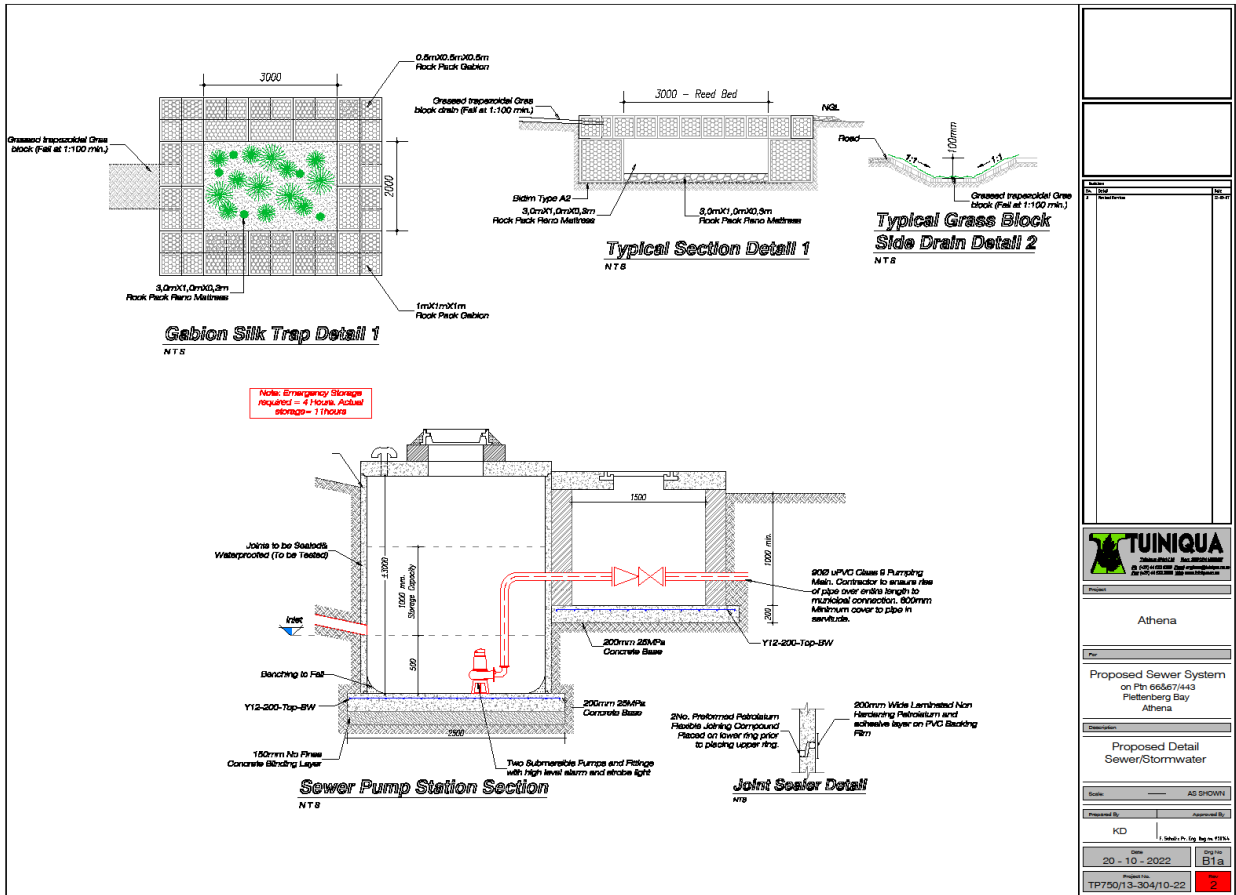 0.5mX0.5mX0.5m
Rock Pack Gabion
3000
Grassed trapezoidal Gras
block (Fall at 1:100 min.)
2000
3,0mX1,0mX0,3m
Rock Pack Reno Mattress
1mX1mX1m
Rock Pack Gabion
Gabion Silk Trap Detail 1
NTS
Grassed trapezoidal Gras
block drain (Fall at 1:100 min.)
3000 - Reed Bed
NGL
Bidim Type A2
3,0mX1,0mX0,3m
Rock Pack Reno Mattress
3,0mX1,0mX0,3m
Rock Pack Reno Mattress
Typical Section Detail 1
NTS
Road
1:1
100mm
1:1
Grassed trapezoidal Gras
block (Fall at 1:100 min.)
Typical Grass Block
Side Drain Detail 2
NTS
Note: Emergency Storage
required = 4 Hours. Actual
storage= 11hours
Joints to be Sealed&
Waterproofed (To be Tested)
Inlet
Benching to Fall
Y12-200-Top-BW
150mm No Fines
Concrete Blinding Layer
±3000
1000 mm.
Storage Capacity
500
2500
200mm 25MPa
Concrete Base
Two Submersible Pumps and Fittings
with high level alarm and strobe light
1500
1000 min.
200
90Ø uPVC Class 9 Pumping
Main. Contractor to ensure rise
of pipe over entire length to
municipal connection. 600mm
Minimum cover to pipe in
servitude.
Y12-200-Top-BW
200mm 25MPa
Concrete Base
Sewer Pump Station Section
NTS
2No. Preformed Petrolatum
Flexible Joining Compound
Placed on lower ring prior
to placing upper ring.
200mm Wide Laminated Non
Hardening Petrolatum and
adhesive layer on PVC Backing
Film
Joint Sealer Detail
NTS
TUINIQUA
Project
Athena
For
Proposed Sewer System
on Ptn 66&67/443
Plettenberg Bay
Athena
Description
Proposed Detail
Sewer/Stormwater
Scale: AS SHOWN
Prepared By
Approved By
KD
Date
20 - 10 - 2022
Drg No
B1a
Project No.
TP750/13-304/10-22
2